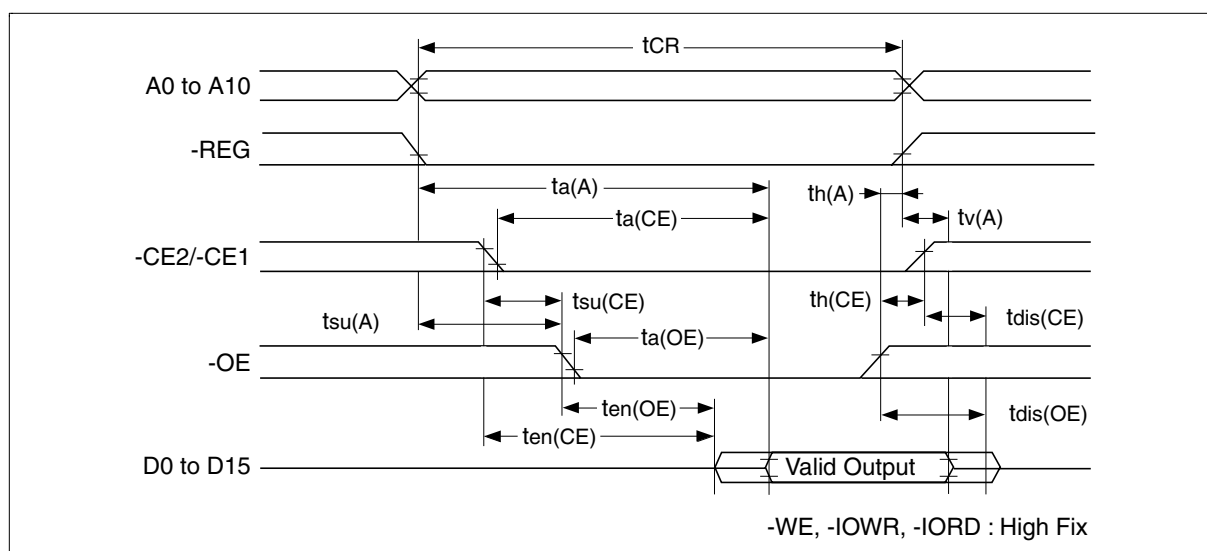 tCR
A0 to A10
-REG
ta(A)
th(A)
ta(CE)
tv(A)
-CE2/-CE1
tsu(CE)
th(CE)
tsu(A)
tdis(CE)
ta(OE)
-OE
ten(OE)
tdis(OE)
ten(CE)
D0 to D15
Valid Output
-WE, -IOWR, -IORD : High Fix